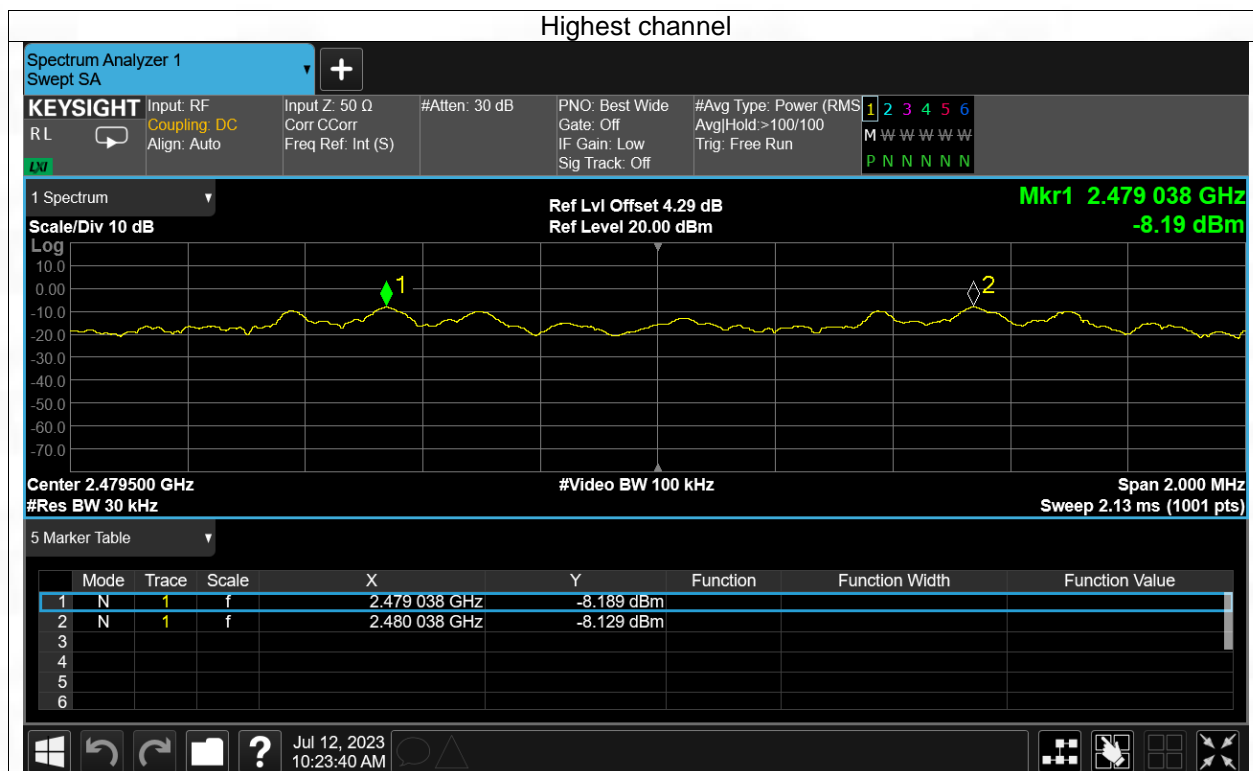 Highest channel
Spectrum Analyzer 1
Swept SA
KEYSIGHT Input: RF Input Z: 50 Ω #Atten: 30 dB PNO: Best Wide #Avg Type: Power (RMS 1 2 3 4 5 6
R L Coupling: DC Corr CCorr Gate: Off Avg|Hold:>100/100 M W W W W W
Align: Auto Freq Ref: Int (S) IF Gain: Low Trig: Free Run
LXI Sig Track: Off P N N N N N
1 Spectrum Ref Lvl Offset 4.29 dB Mkr1 2.479 038 GHz
Scale/Div 10 dB Ref Level 20.00 dBm -8.19 dBm
Log
10.0
0.00
-10.0
-20.0
-30.0
-40.0
-50.0
-60.0
-70.0
1
2
Center 2.479500 GHz #Video BW 100 kHz Span 2.000 MHz
#Res BW 30 kHz Sweep 2.13 ms (1001 pts)
5 Marker Table
Mode Trace Scale X Y Function Function Width Function Value
1 N 1 f 2.479 038 GHz -8.189 dBm
2 N 1 f 2.480 038 GHz -8.129 dBm
3
4
5
6
? Jul 12, 2023
10:23:40 AM